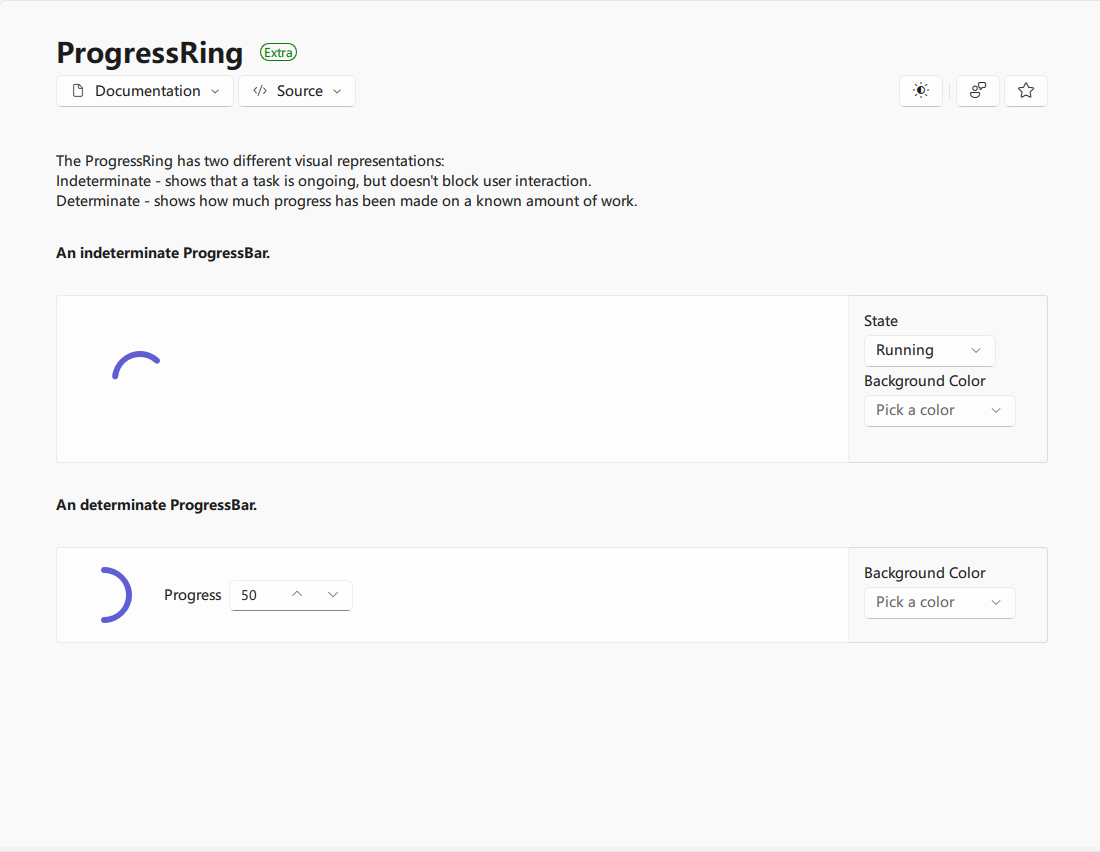 ProgressRing Extra
Documentation Source
The ProgressRing has two different visual representations:
Indeterminate - shows that a task is ongoing, but doesn't block user interaction.
Determinate - shows how much progress has been made on a known amount of work.
An indeterminate ProgressBar.
State
Running
Background Color
Pick a color
An determinate ProgressBar.
Progress 50
Background Color
Pick a color